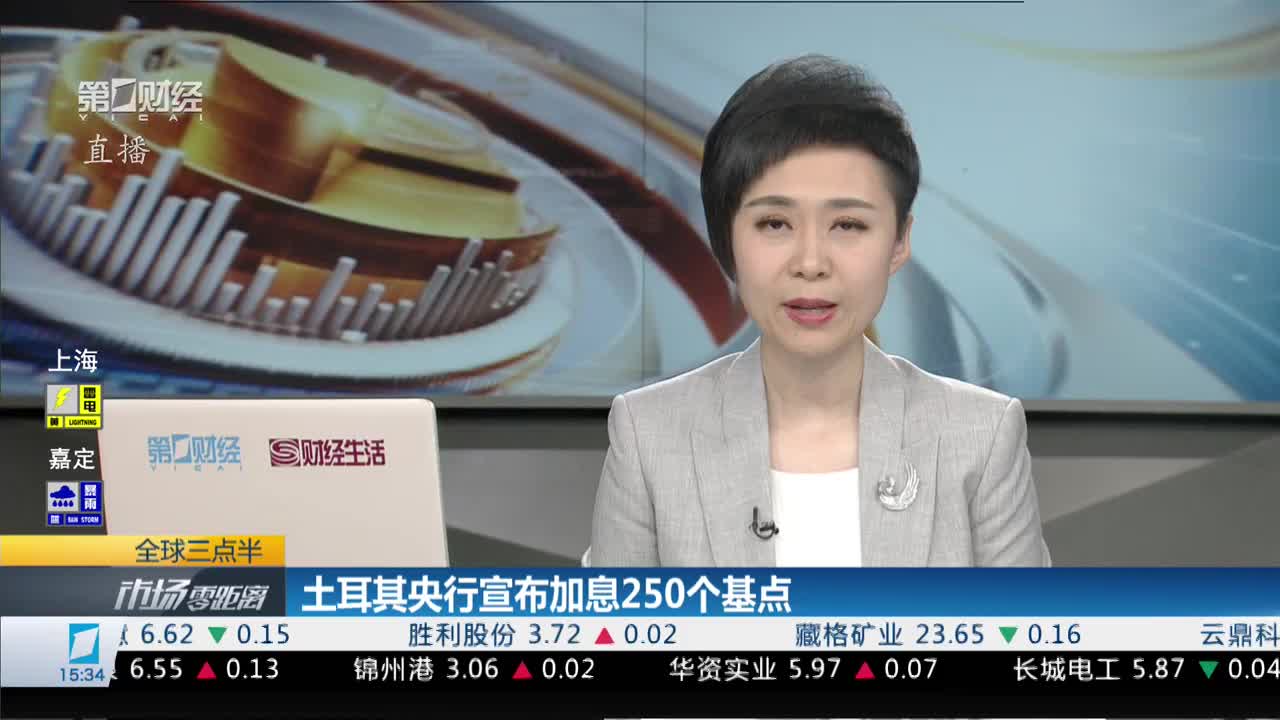 第一财经
YICAI
直播
上海
雷电
黄 LIGHTNING
嘉定
暴雨
蓝 RAIN STORM
第一财经 财经生活
YICAI
全球三点半
市场零距离
土耳其央行宣布加息250个基点
6.62 ▼ 0.15 胜利股份 3.72 ▲ 0.02 藏格矿业 23.65 ▼ 0.16 云鼎科
15:34
6.55 ▲ 0.13 锦州港 3.06 ▲ 0.02 华资实业 5.97 ▲ 0.07 长城电工 5.87 ▼ 0.04